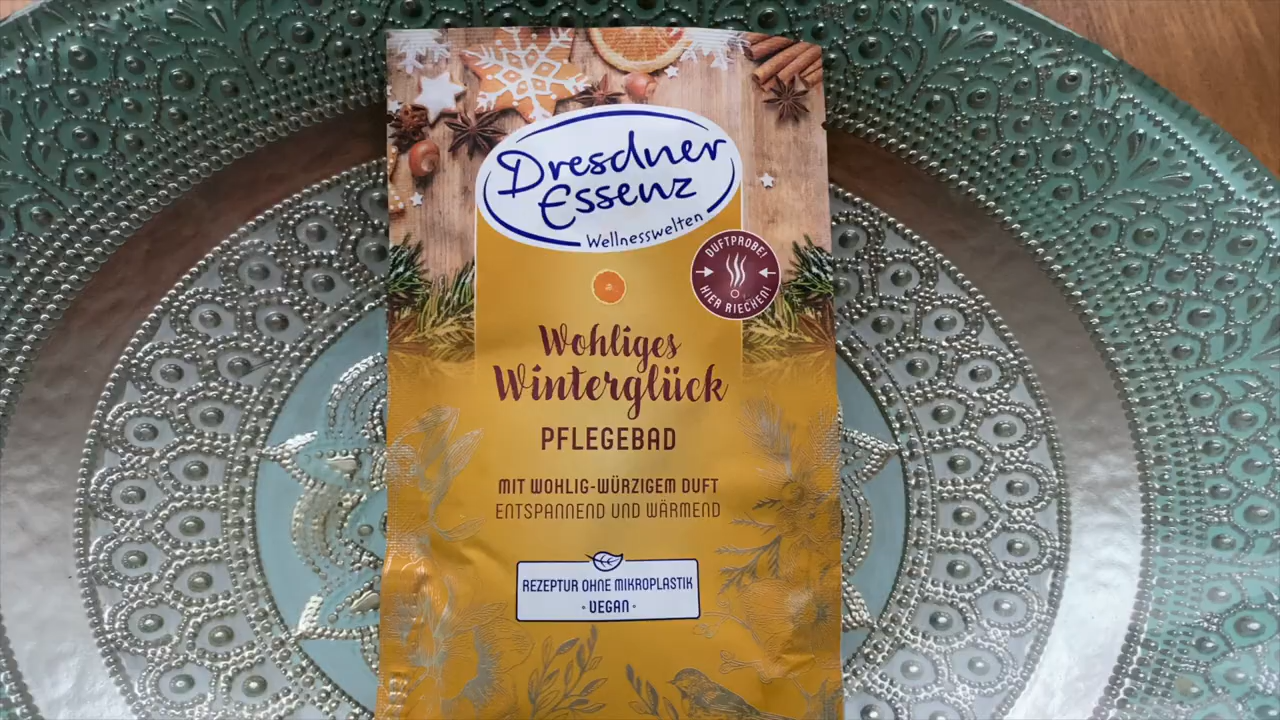 Dresdner
Essenz
Wellnesswelten
DUFTPROBE!
HIER RIECHEN!
Wohliges
Winterglück
PFLEGEBAD
MIT WOHLIG-WÜRZIGEM DUFT
ENTSPANNEND UND WÄRMEND
REZEPTUR OHNE MIKROPLASTIK
• VEGAN •